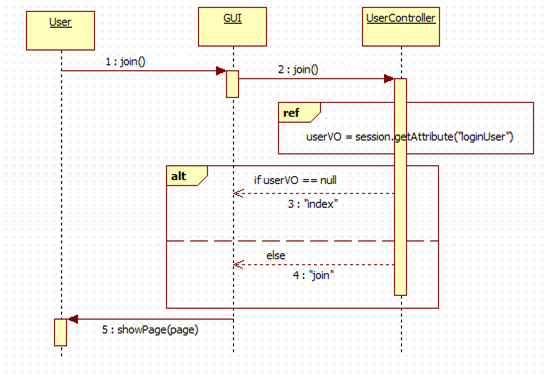 User
GUI
UserController
1 : join()
2 : join()
ref
userVO = session.getAttribute("loginUser")
alt
if userVO == null
3 : "index"
else
4 : "join"
5 : showPage(page)